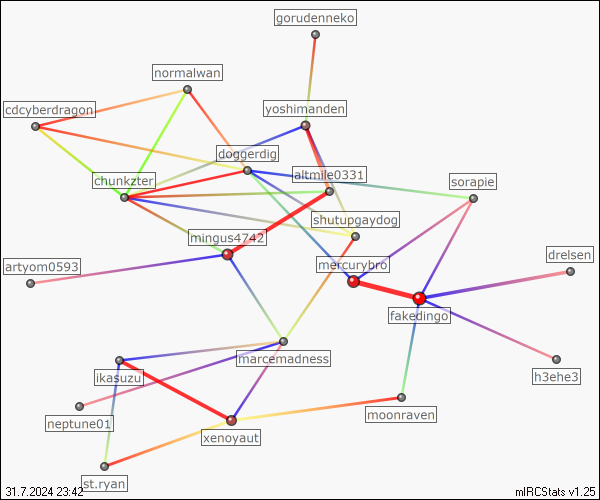 gorudenneko
normalwan
cdcyberdragon
yoshimanden
doggerdig
altmile0331
chunkzter
sorapie
shutupgaydog
mingus4742
drelsen
mercurybro
artyom0593
fakedingo
marcemadness
ikasuzu
h3ehe3
moonraven
neptune01
xenoyaut
st.ryan
31.7.2024 23:42
mIRCStats v1.25